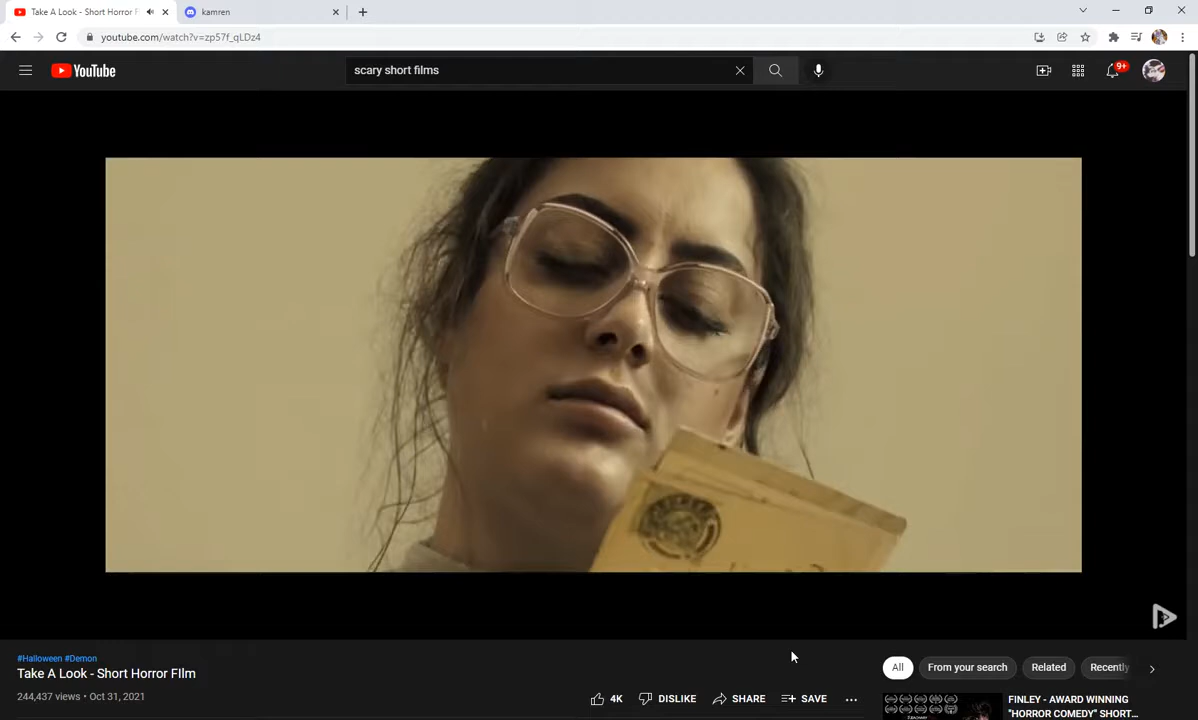 Take A Look - Short Horror F
kamren
youtube.com/watch?v=zp57f_qLDz4
YouTube
scary short films
9+
#Halloween #Demon
Take A Look - Short Horror FIlm
244,437 views • Oct 31, 2021
4K
DISLIKE
SHARE
SAVE
All
From your search
Related
Recently
FINLEY - AWARD WINNING
"HORROR COMEDY" SHORT...